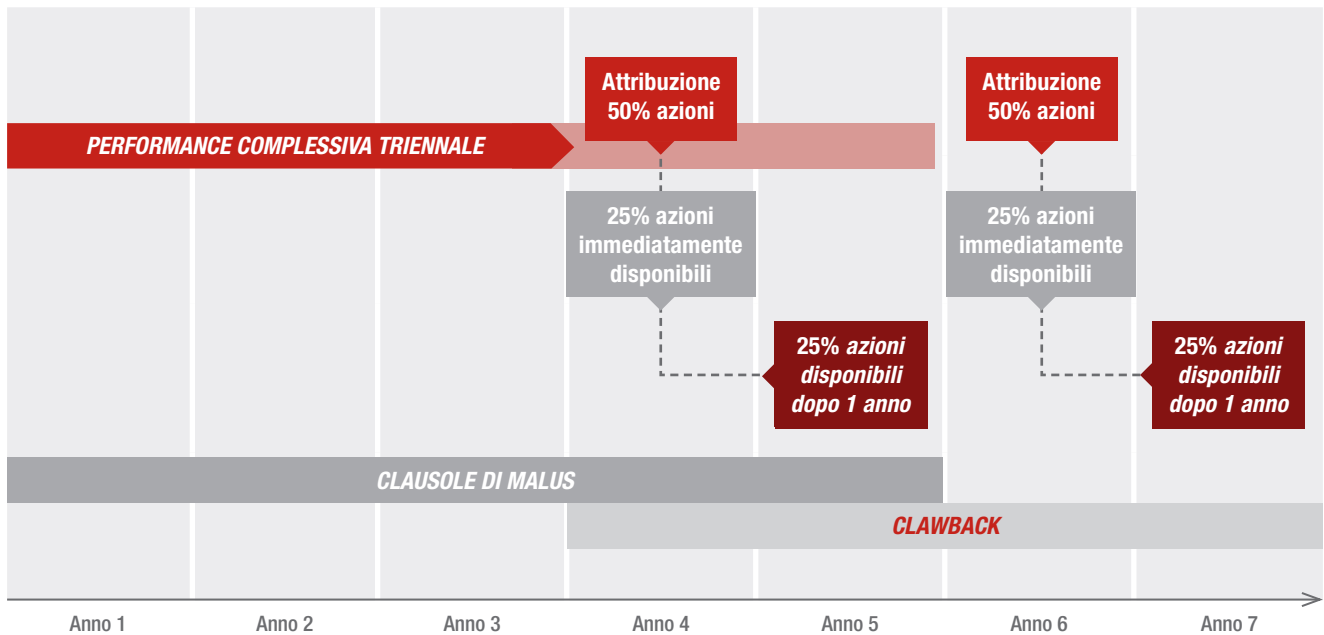 Attribuzione
50% azioni
Attribuzione
50% azioni
PERFORMANCE COMPLESSIVA TRIENNALE
25% azioni
immediatamente
disponibili
25% azioni
immediatamente
disponibili
25% azioni
disponibili
dopo 1 anno
25% azioni
disponibili
dopo 1 anno
CLAUSOLE DI MALUS
CLAWBACK
Anno 1 Anno 2 Anno 3 Anno 4 Anno 5 Anno 6 Anno 7